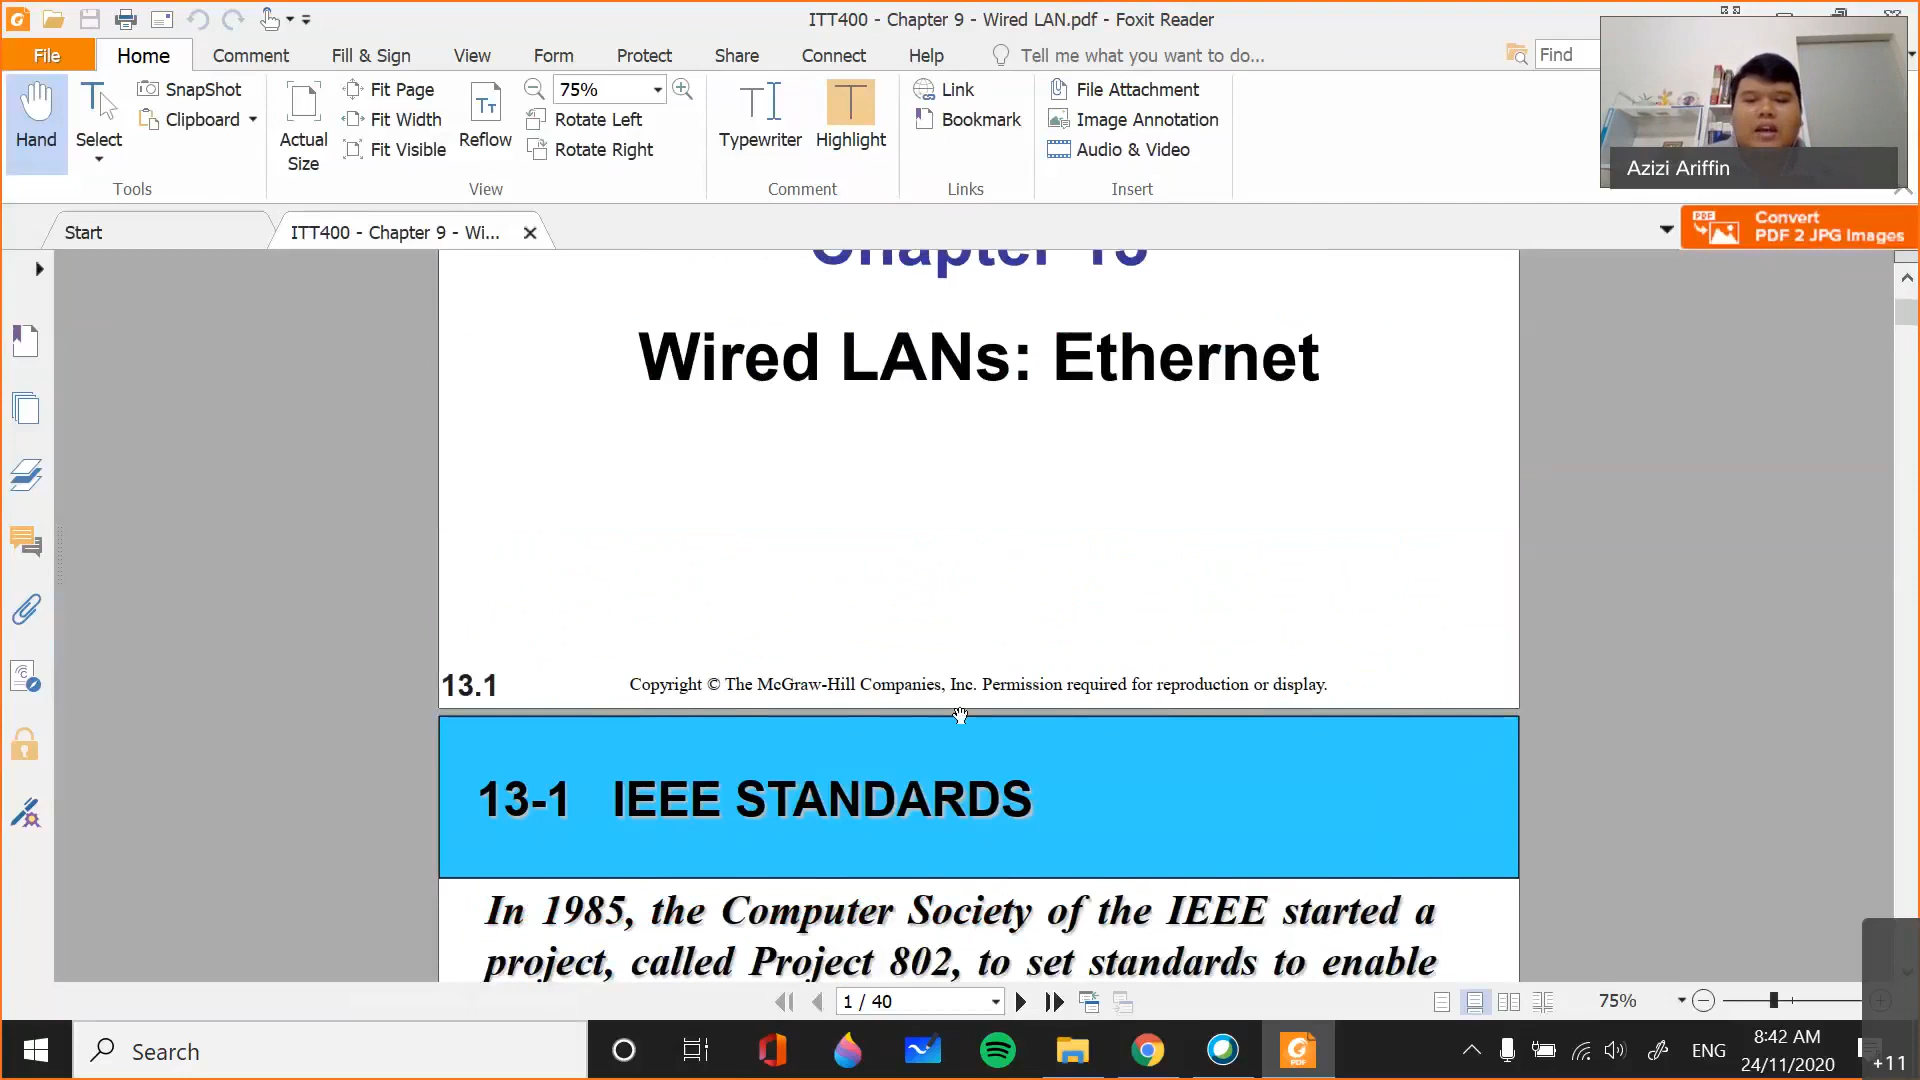 ITT400 - Chapter 9 - Wired LAN.pdf - Foxit Reader
File Home Comment Fill & Sign View Form Protect Share Connect Help Tell me what you want to do... Find
Hand
Select
SnapShot
Clipboard
Tools
Actual
Size
Fit Page
Fit Width
Fit Visible
Reflow
75%
Rotate Left
Rotate Right
View
Typewriter
Highlight
Comment
Link
Bookmark
Links
File Attachment
Image Annotation
Audio & Video
Insert
Azizi Ariffin
Start
ITT400 - Chapter 9 - Wi...
PDF
Convert
PDF 2 JPG Images
Chapter 13
Wired LANs: Ethernet
13.1
Copyright © The McGraw-Hill Companies, Inc. Permission required for reproduction or display.
13-1 IEEE STANDARDS
In 1985, the Computer Society of the IEEE started a
project, called Project 802, to set standards to enable
1 / 40
75%
Search
PDF
ENG
8:42 AM
24/11/2020
+11